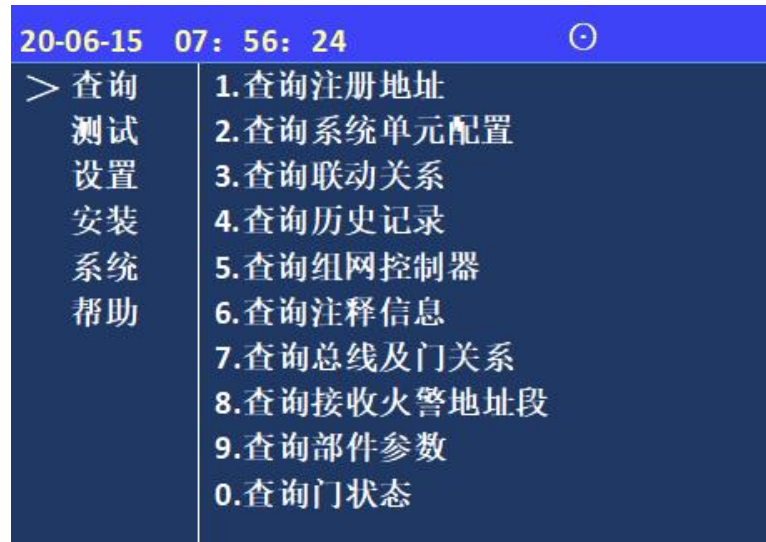 20-06-15 07: 56: 24
> 查询
测试
设置
安装
系统
帮助
1.查询注册地址
2.查询系统单元配置
3.查询联动关系
4.查询历史记录
5.查询组网控制器
6.查询注释信息
7.查询总线及门关系
8.查询接收火警地址段
9.查询部件参数
0.查询门状态